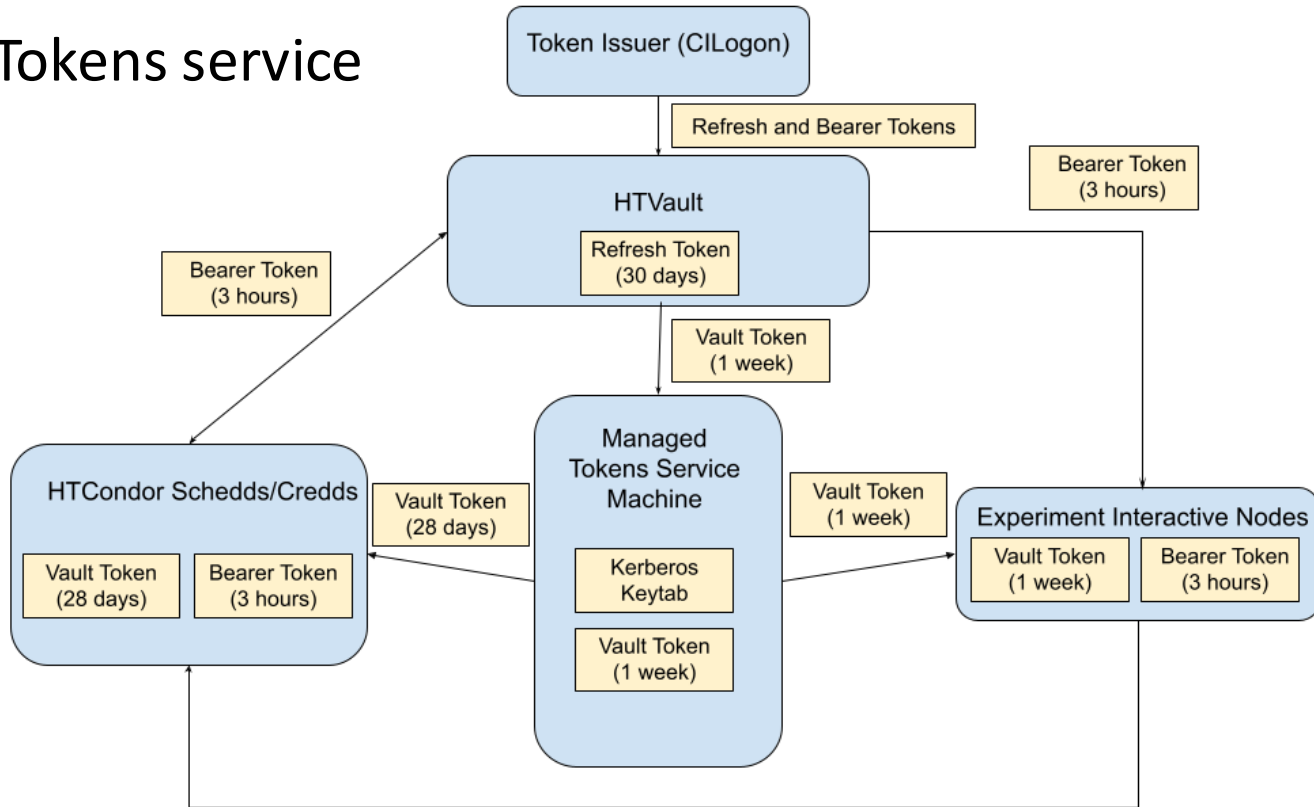 Tokens service
Token Issuer (CILogon)
Refresh and Bearer Tokens
Bearer Token
(3 hours)
HTVault
Refresh Token
(30 days)
Bearer Token
(3 hours)
Vault Token
(1 week)
Managed
Tokens Service
Machine
Kerberos
Keytab
Vault Token
(1 week)
HTCondor Schedds/Credds
Vault Token
(28 days)
Bearer Token
(3 hours)
Vault Token
(28 days)
Vault Token
(1 week)
Experiment Interactive Nodes
Vault Token
(1 week)
Bearer Token
(3 hours)